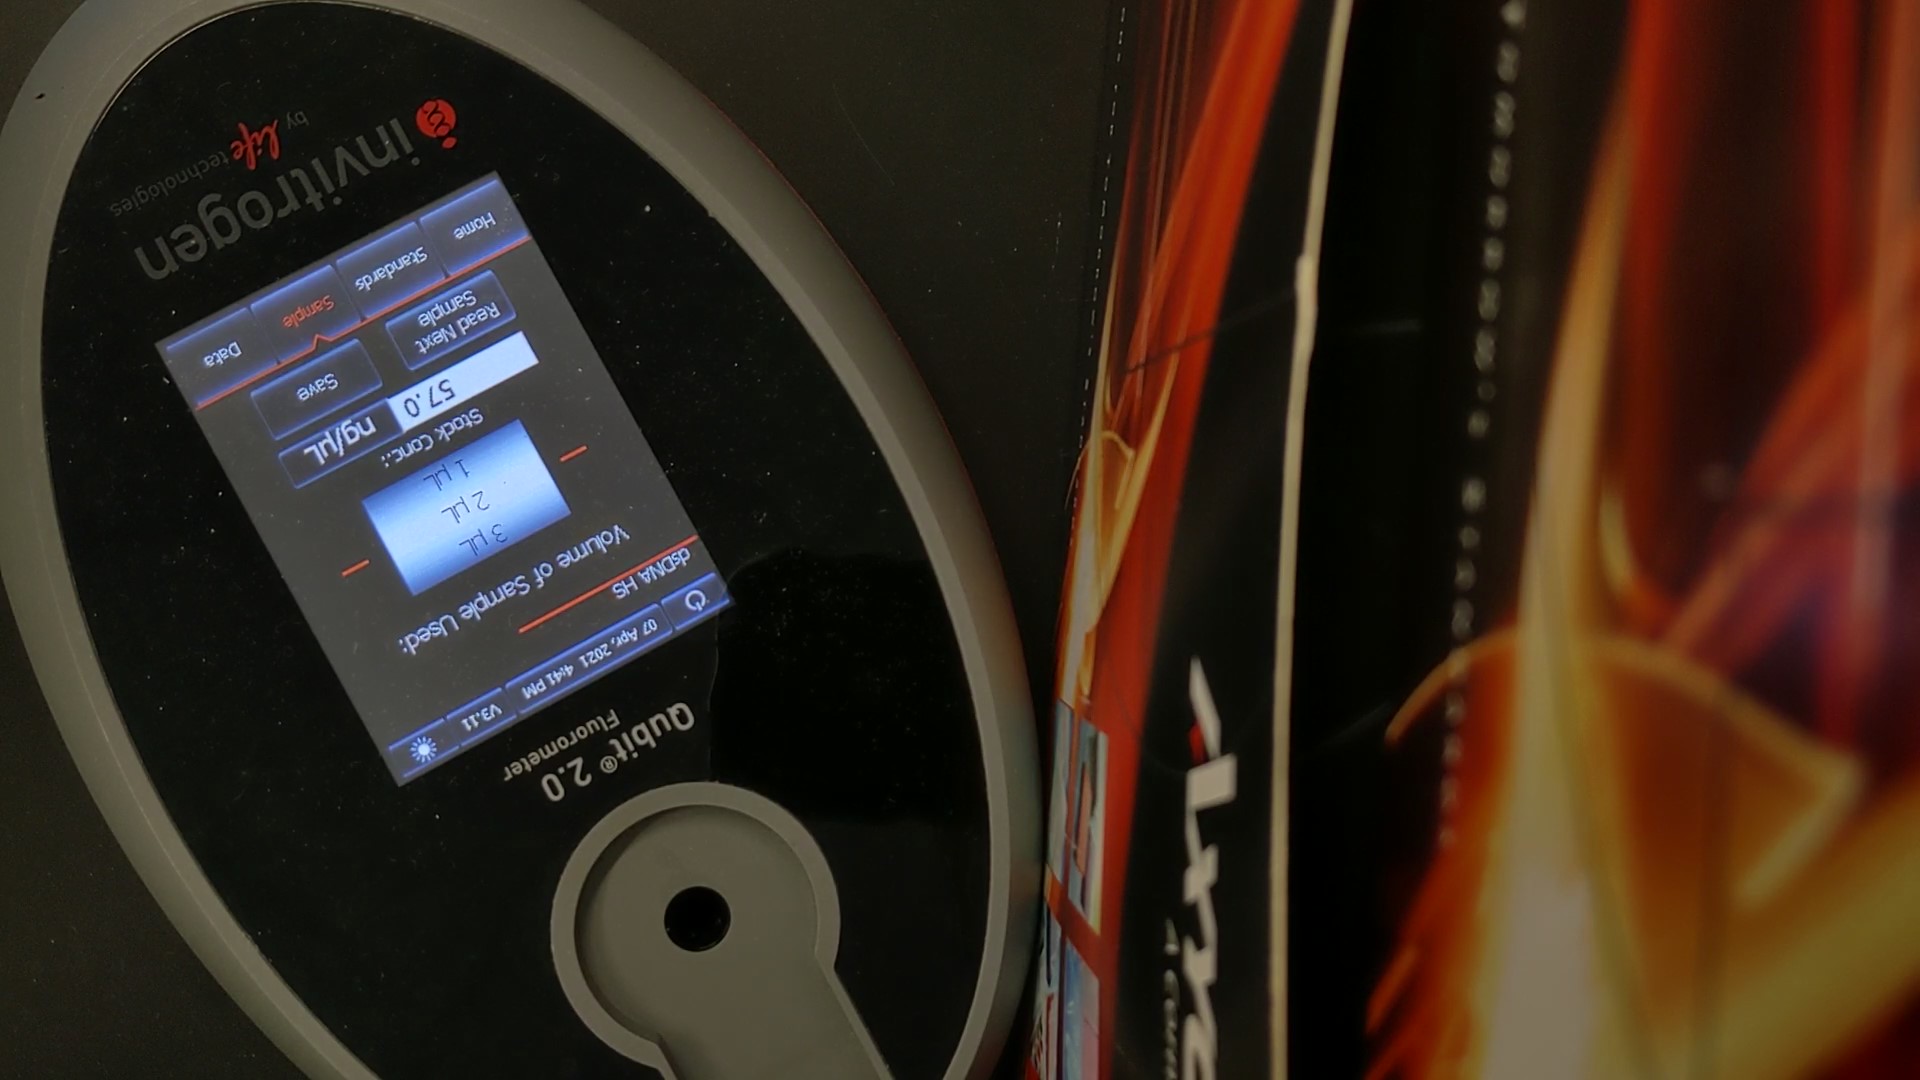 Qubit® 2.0
Fluorometer
07 Apr, 2021 4:41 PM
V3.11
dsDNA HS
Volume of Sample Used:
3 µL
2 µL
1 µL
Stock Conc.:
57.0 ng/µL
Read Next
Sample
Save
Home
Standards
Sample
Data
invitrogen
by life technologies